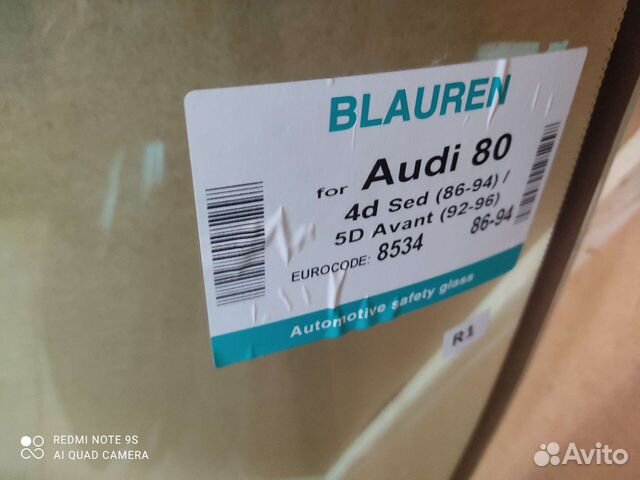 BLAUREN
for Audi 80
4d Sed (86-94) /
5D Avant (92-96)
86-94
EUROCODE: 8534
Automotive safety glass
R1
REDMI NOTE 9S
AI QUAD CAMERA
Avito